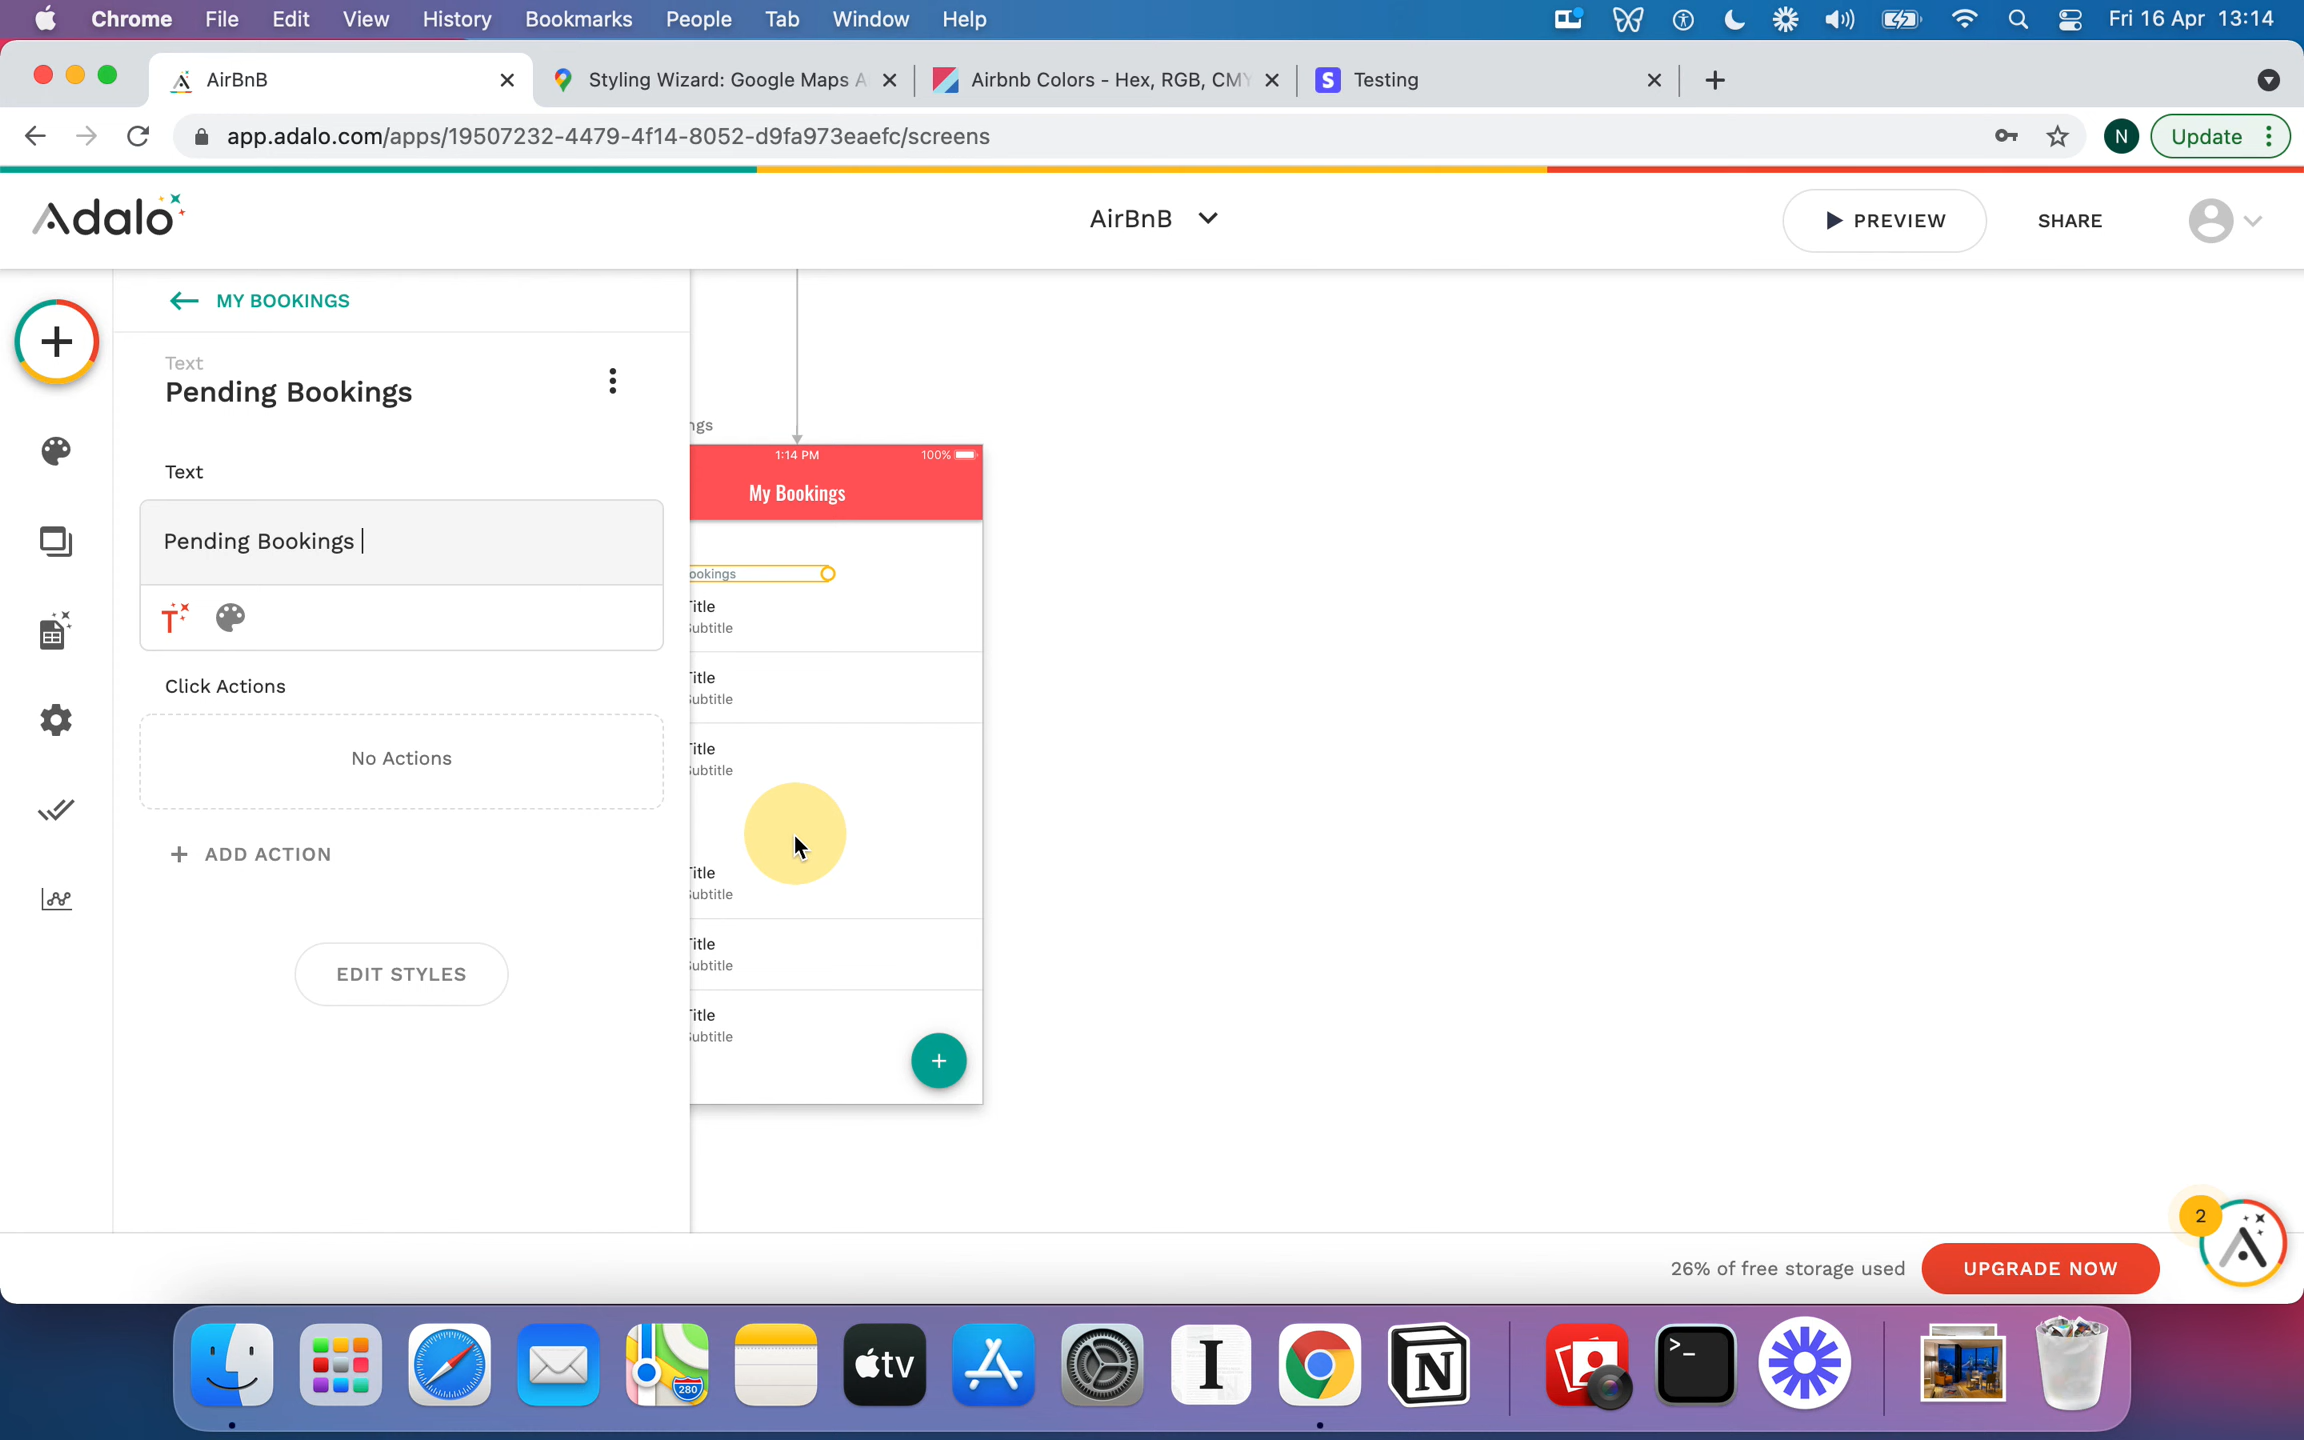 Chrome File Edit View History Bookmarks People Tab Window Help Fri 16 Apr 13:14
AirBnB Styling Wizard: Google Maps A Airbnb Colors - Hex, RGB, CMY Testing
app.adalo.com/apps/19507232-4479-4f14-8052-d9fa973eaefc/screens N Update
Adalo AirBnB PREVIEW SHARE
MY BOOKINGS
Text
Pending Bookings
Text
Pending Bookings
Click Actions
No Actions
ADD ACTION
EDIT STYLES
ngs
1:14 PM 100%
My Bookings
ookings
Title
Subtitle
Title
Subtitle
Title
Subtitle
Title
Subtitle
Title
Subtitle
Title
Subtitle
26% of free storage used UPGRADE NOW 2
280
tv